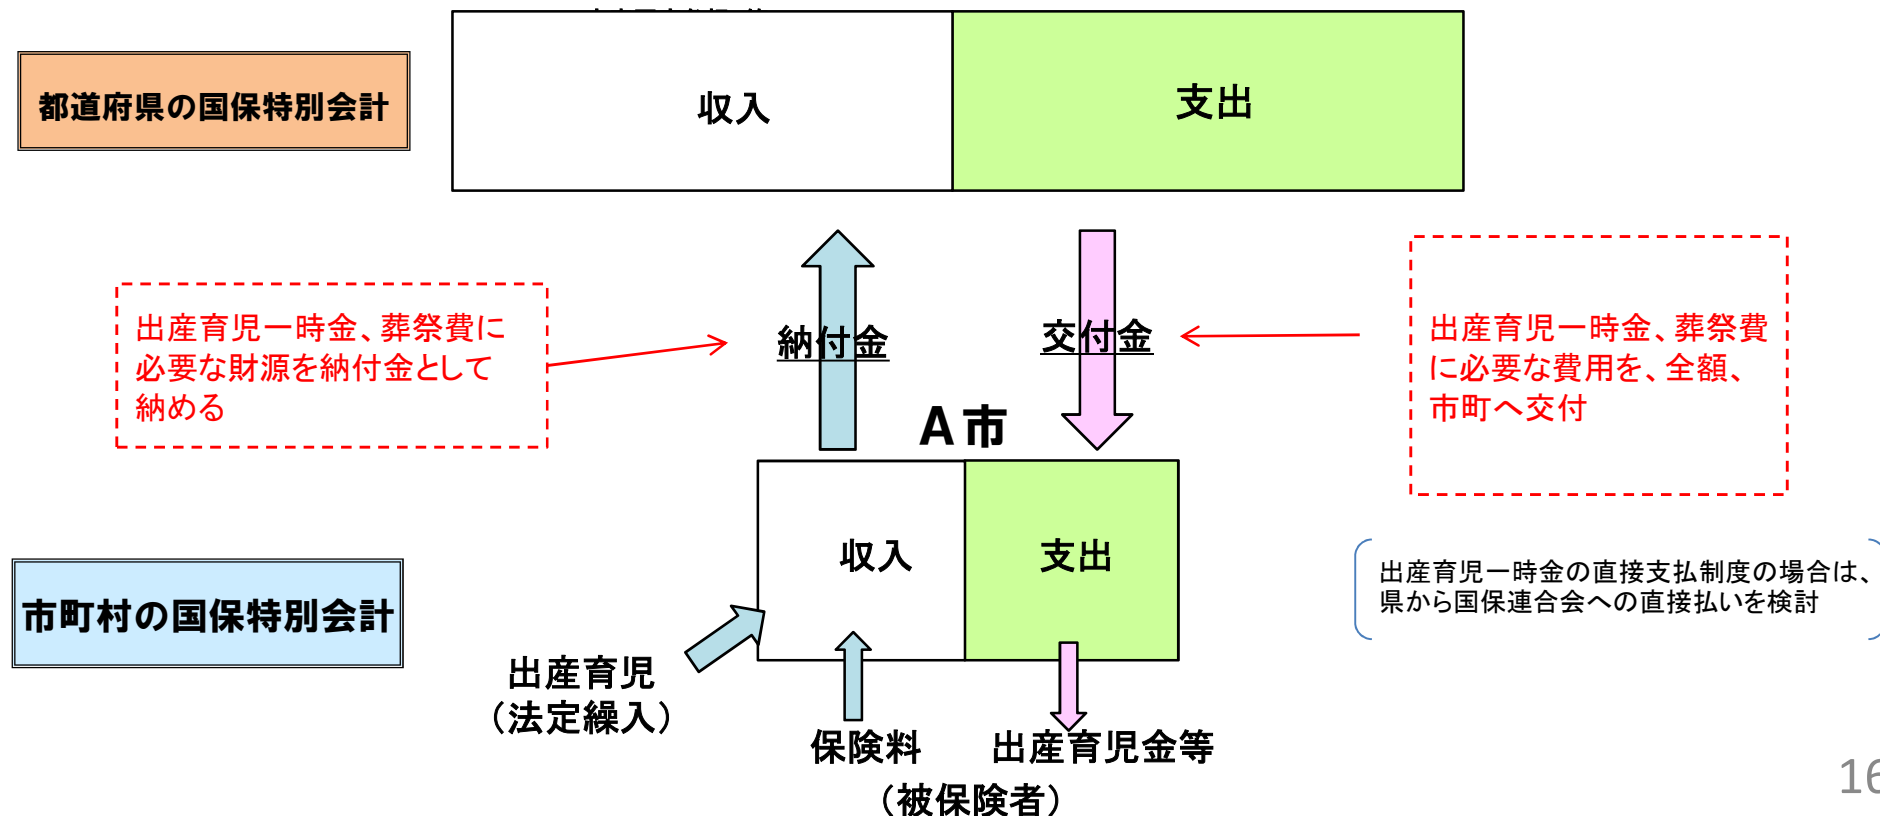 都道府県の国保特別会計
収入
支出
出産育児一時金、葬祭費に
必要な財源を納付金として
納める
納付金
交付金
出産育児一時金、葬祭費
に必要な費用を、全額、
市町へ交付
A市
収入
支出
市町村の国保特別会計
出産育児一時金の直接支払制度の場合は、
県から国保連合会への直接払いを検討
出産育児
（法定繰入）
保険料
出産育児金等
（被保険者）
16